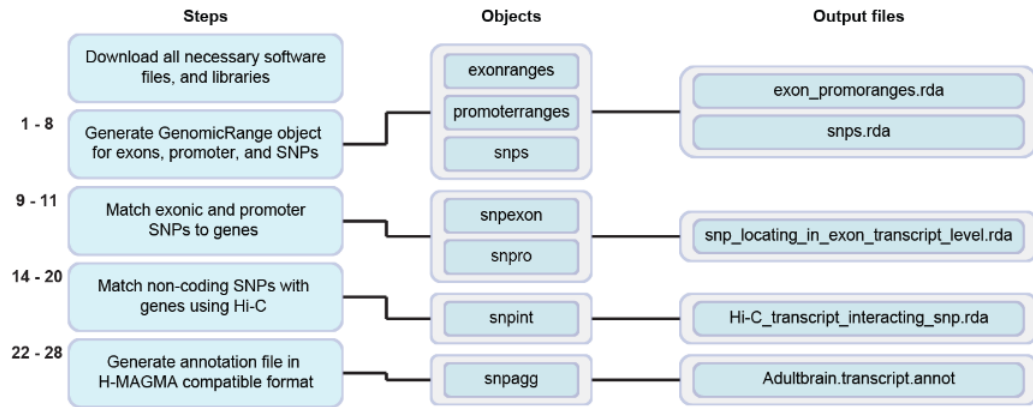 Steps
Objects
Output files
Download all necessary software
files, and libraries
1 - 8
Generate GenomicRange object
for exons, promoter, and SNPs
exonranges
promoterranges
snps
exon_promoranges.rda
snps.rda
9 - 11
Match exonic and promoter
SNPs to genes
snpexon
snpro
snp_locating_in_exon_transcript_level.rda
14 - 20
Match non-coding SNPs with
genes using Hi-C
snpint
Hi-C_transcript_interacting_snp.rda
22 - 28
Generate annotation file in
H-MAGMA compatible format
snpagg
Adultbrain.transcript.annot